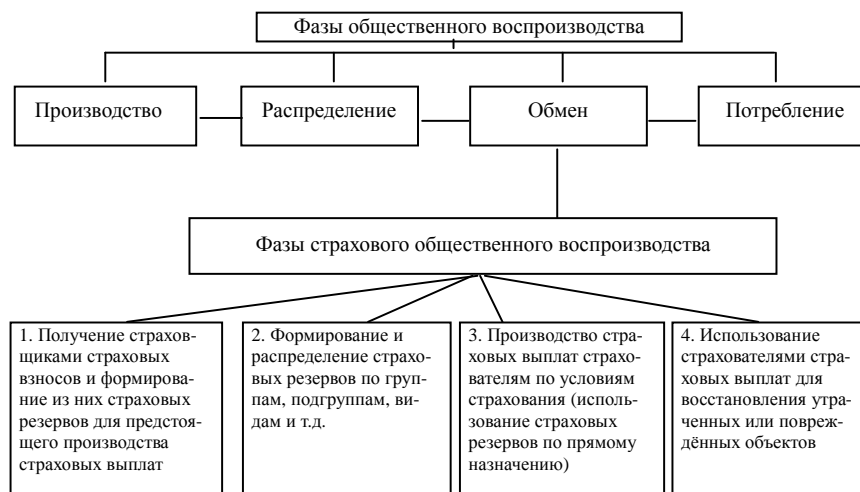 Фазы общественного воспроизводства
Производство
Распределение
Обмен
Потребление
Фазы страхового общественного воспроизводства
1. Получение страхов-
щиками страховых
взносов и формирова-
ние из них страховых
резервов для предстоя-
щего производства
страховых выплат
2. Формирование и
распределение страхо-
вых резервов по груп-
пам, подгруппам, ви-
дам и т.д.
3. Производство стра-
ховых выплат страхо-
вателям по условиям
страхования (исполь-
зование страховых
резервов по прямому
назначению)
4. Использование
страхователями стра-
ховых выплат для
восстановления утра-
ченных или повреж-
дённых объектов